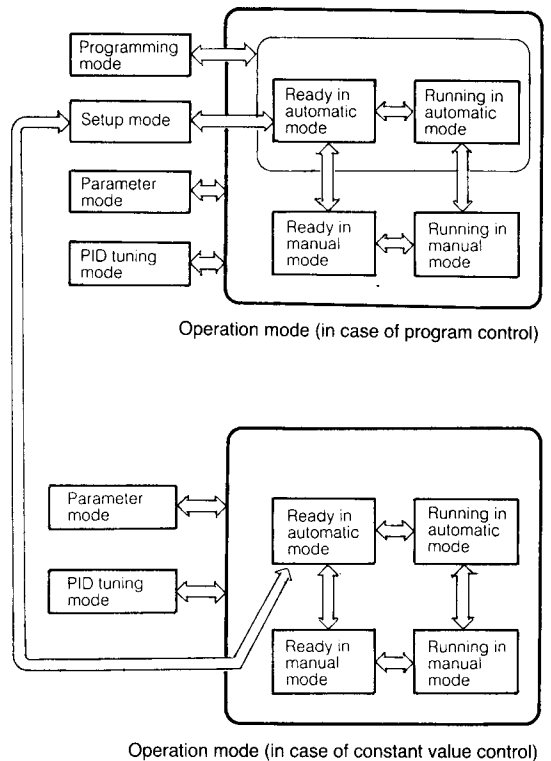 Programming
mode
Setup mode
Parameter
mode
PID tuning
mode
Ready in
automatic
mode
Running in
automatic
mode
Ready in
manual
mode
Running in
manual
mode
Operation mode (in case of program control)
Parameter
mode
PID tuning
mode
Ready in
automatic
mode
Running in
automatic
mode
Ready in
manual
mode
Running in
manual
mode
Operation mode (in case of constant value control)